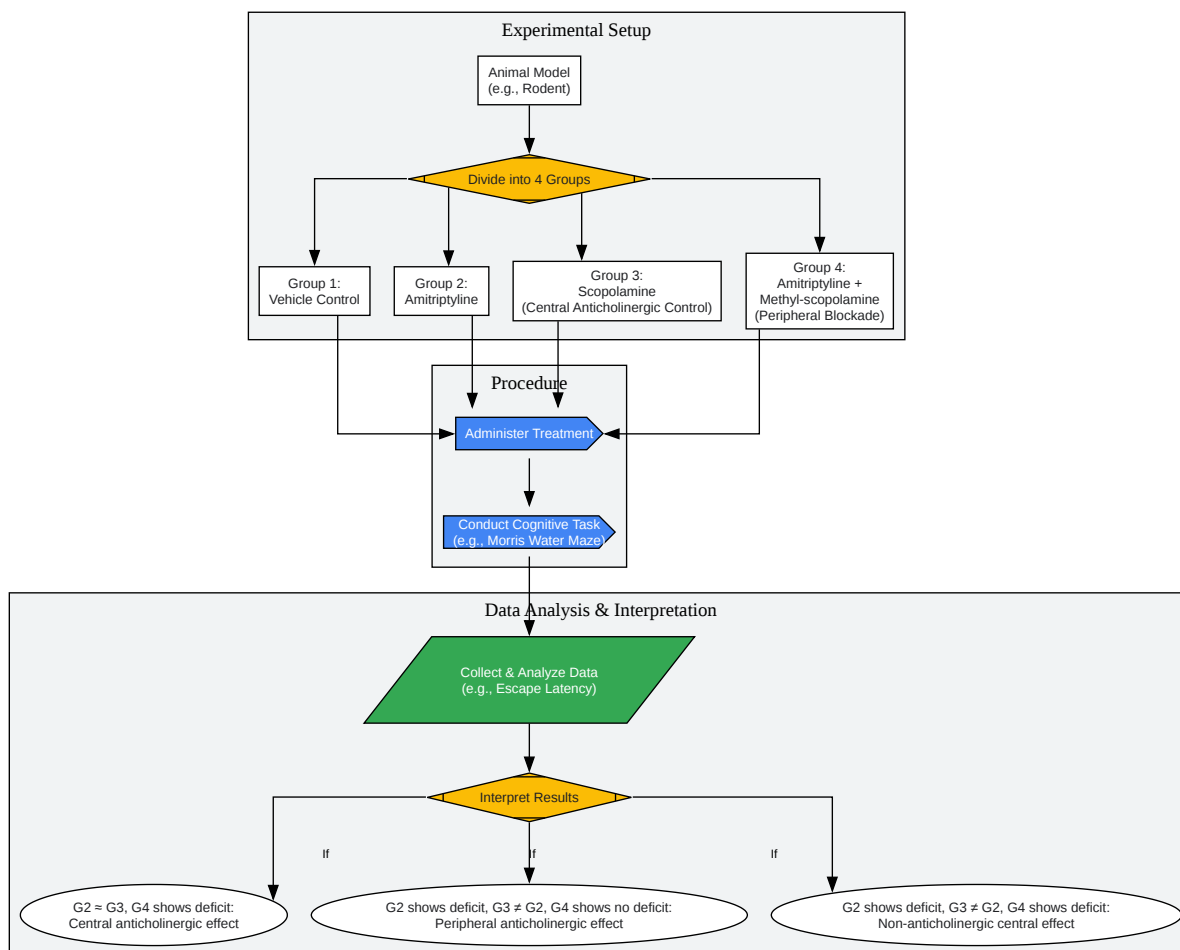 Experimental Setup
Animal Model
(e.g., Rodent)
Divide into 4 Groups
Group 1:
Vehicle Control
Group 2:
Amitriptyline
Group 3:
Scopolamine
(Central Anticholinergic Control)
Group 4:
Amitriptyline +
Methyl-scopolamine
(Peripheral Blockade)
Procedure
Administer Treatment
Conduct Cognitive Task
(e.g., Morris Water Maze)
Data Analysis & Interpretation
Collect & Analyze Data
(e.g., Escape Latency)
Interpret Results
If
If
If
G2 ≈ G3, G4 shows deficit:
Central anticholinergic effect
G2 shows deficit, G3 ≠ G2, G4 shows no deficit:
Peripheral anticholinergic effect
G2 shows deficit, G3 ≠ G2, G4 shows deficit:
Non-anticholinergic central effect